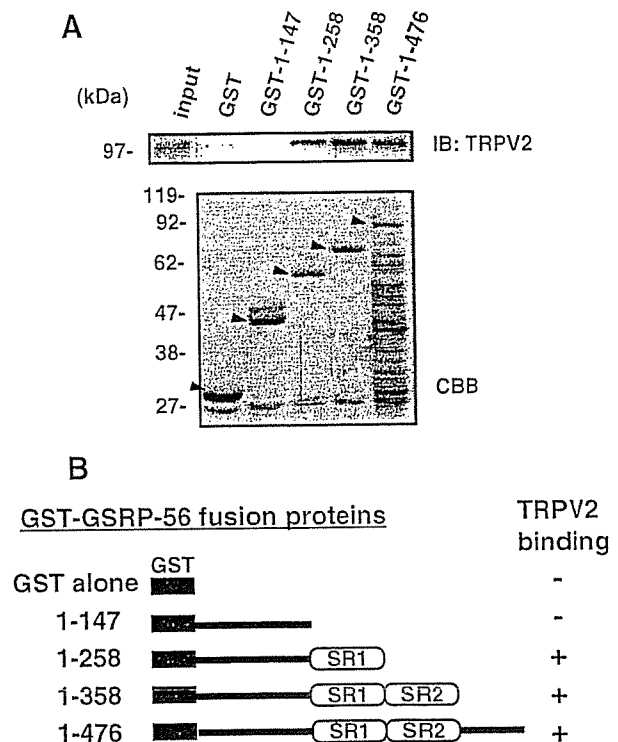 A
(kDa)
input
GST
GST-1-147
GST-1-258
GST-1-358
GST-1-476
97-
IB: TRPV2
119-
92-
62-
47-
38-
27-
CBB
B
GST-GSRP-56 fusion proteins
TRPV2
binding
GST
GST alone -
1-147 -
1-258 SR1 +
1-358 SR1 SR2 +
1-476 SR1 SR2 +